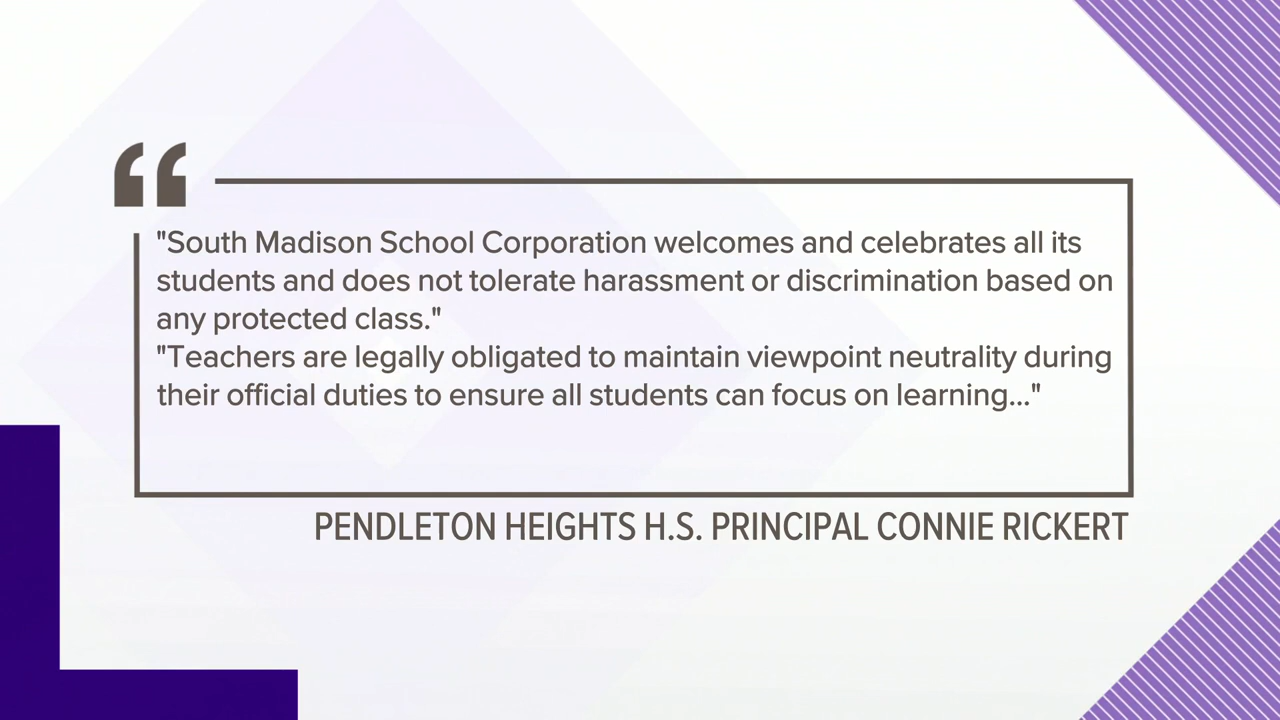 "South Madison School Corporation welcomes and celebrates all its
students and does not tolerate harassment or discrimination based on
any protected class."
"Teachers are legally obligated to maintain viewpoint neutrality during
their official duties to ensure all students can focus on learning..."
PENDLETON HEIGHTS H.S. PRINCIPAL CONNIE RICKERT